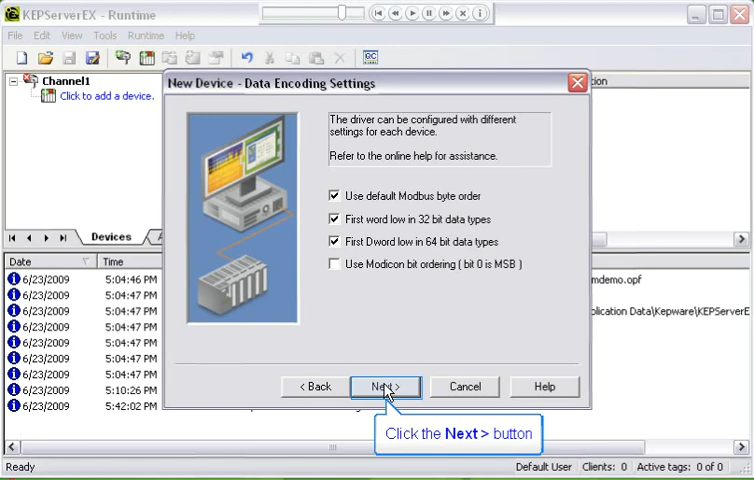 KEPServerEX - Runtime
File Edit View Tools Runtime Help
Channel1
Click to add a device.
New Device - Data Encoding Settings
The driver can be configured with different
settings for each device.
Refer to the online help for assistance.
Use default Modbus byte order
First word low in 32 bit data types
First Dword low in 64 bit data types
Use Modicon bit ordering ( bit 0 is MSB )
< Back Next > Cancel Help
Click the Next > button
Devices
Date Time
6/23/2009 5:04:46 PM
mdemo.opf
6/23/2009 5:04:47 PM
6/23/2009 5:04:47 PM
plication Data\Kepware\KEPServerE
6/23/2009 5:04:47 PM
6/23/2009 5:04:47 PM
6/23/2009 5:04:47 PM
6/23/2009 5:04:47 PM
6/23/2009 5:10:26 PM
6/23/2009 5:42:02 PM
Ready Default User Clients: 0 Active tags: 0 of 0